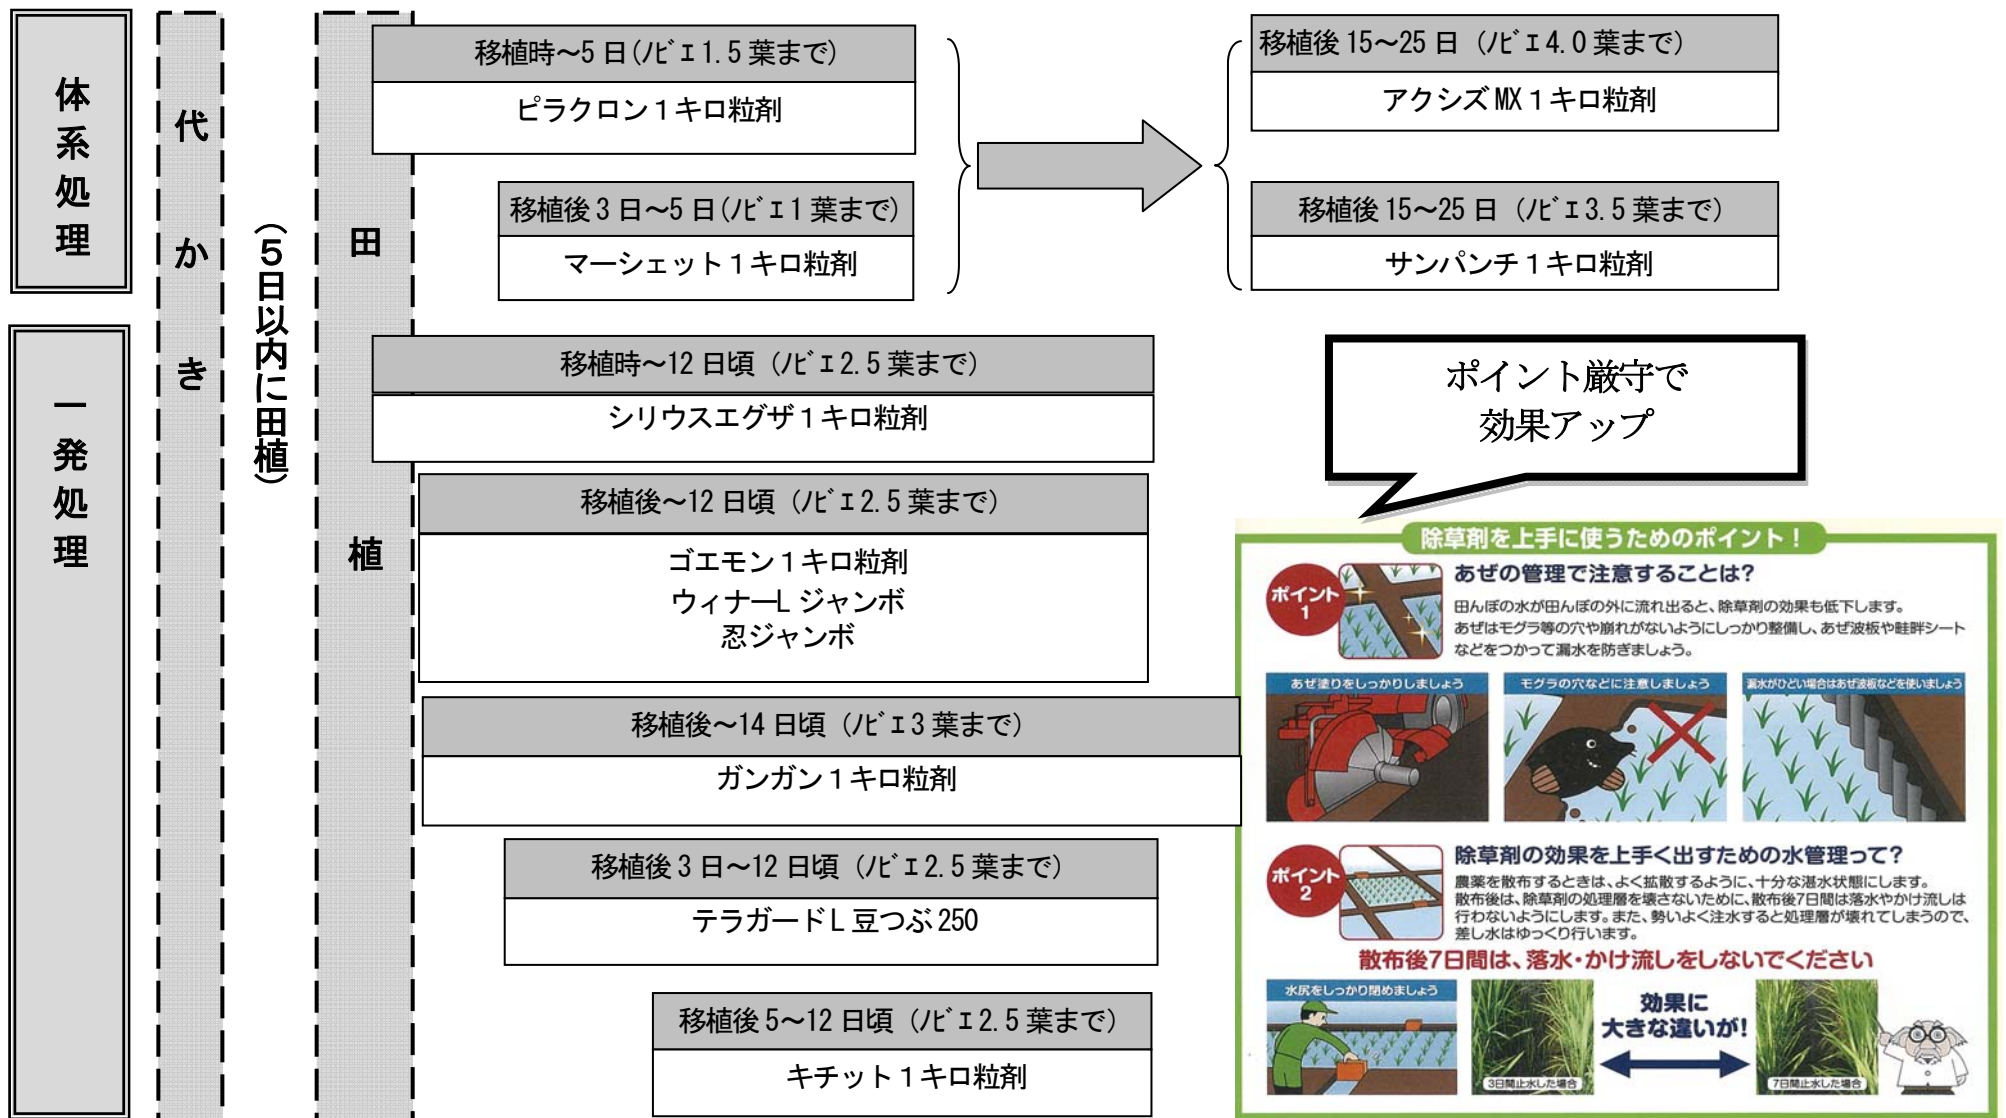 体系処理
代かき
(5日以内に田植)
田植
移植時～5日(ﾉﾋﾞｴ1.5葉まで)
ピラクロン1キロ粒剤
移植後3日～5日(ﾉﾋﾞｴ1葉まで)
マーシェット1キロ粒剤
移植後15～25日(ﾉﾋﾞｴ4.0葉まで)
アクシズMX1キロ粒剤
移植後15～25日(ﾉﾋﾞｴ3.5葉まで)
サンパンチ1キロ粒剤
一発処理
移植時～12日頃(ﾉﾋﾞｴ2.5葉まで)
シリウスエグザ1キロ粒剤
移植後～12日頃(ﾉﾋﾞｴ2.5葉まで)
ゴエモン1キロ粒剤
ウィナーLジャンボ
忍ジャンボ
移植後～14日頃(ﾉﾋﾞｴ3葉まで)
ガンガン1キロ粒剤
移植後3日～12日頃(ﾉﾋﾞｴ2.5葉まで)
テラガードL豆つぶ250
移植後5～12日頃(ﾉﾋﾞｴ2.5葉まで)
キチット1キロ粒剤
ポイント厳守で
効果アップ
除草剤を上手に使うためのポイント！
ポイント
1
あぜの管理で注意することは?
田んぼの水が田んぼの外に流れ出ると、除草剤の効果も低下します。
あぜはモグラ等の穴や崩れがないようにしっかり整備し、あぜ波板や畦畔シート
などをつかって漏水を防ぎましょう。
あぜ塗りをしっかりしましょう
モグラの穴などに注意しましょう
漏水がひどい場合はあぜ波板などを使いましょう
ポイント
2
除草剤の効果を上手く出すための水管理って?
農薬を散布するときは、よく拡散するように、十分な湛水状態にします。
散布後は、除草剤の処理層を壊さないために、散布後7日間は落水やかけ流しは
行わないようにします。また、勢いよく注水すると処理層が壊れてしまうので、
差し水はゆっくり行います。
散布後7日間は、落水・かけ流しをしないでください
水尻をしっかり閉めましょう
3日間止水した場合
効果に
大きな違いが!
7日間止水した場合